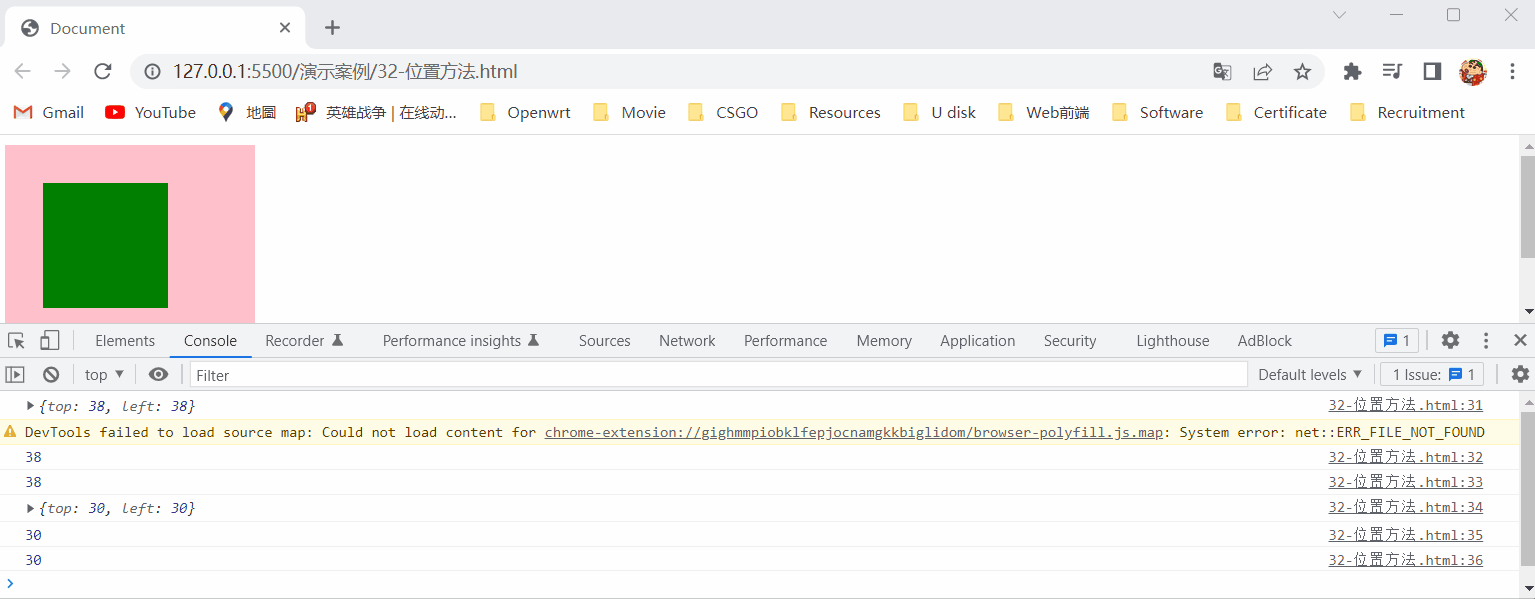 Document
127.0.0.1:5500/演示案例/32-位置方法.html
Gmail YouTube 地圖 英雄战争 | 在线动... Openwrt Movie CSGO Resources U disk Web前端 Software Certificate Recruitment
Elements Console Recorder Performance insights Sources Network Performance Memory Application Security Lighthouse AdBlock 1
top Filter Default levels 1 Issue: 1
{top: 38, left: 38} 32-位置方法.html:31
DevTools failed to load source map: Could not load content for chrome-extension://gighmmpiobklfepjocnamgkkbiglidom/browser-polyfill.js.map: System error: net::ERR_FILE_NOT_FOUND
38 32-位置方法.html:32
38 32-位置方法.html:33
{top: 30, left: 30} 32-位置方法.html:34
30 32-位置方法.html:35
30 32-位置方法.html:36